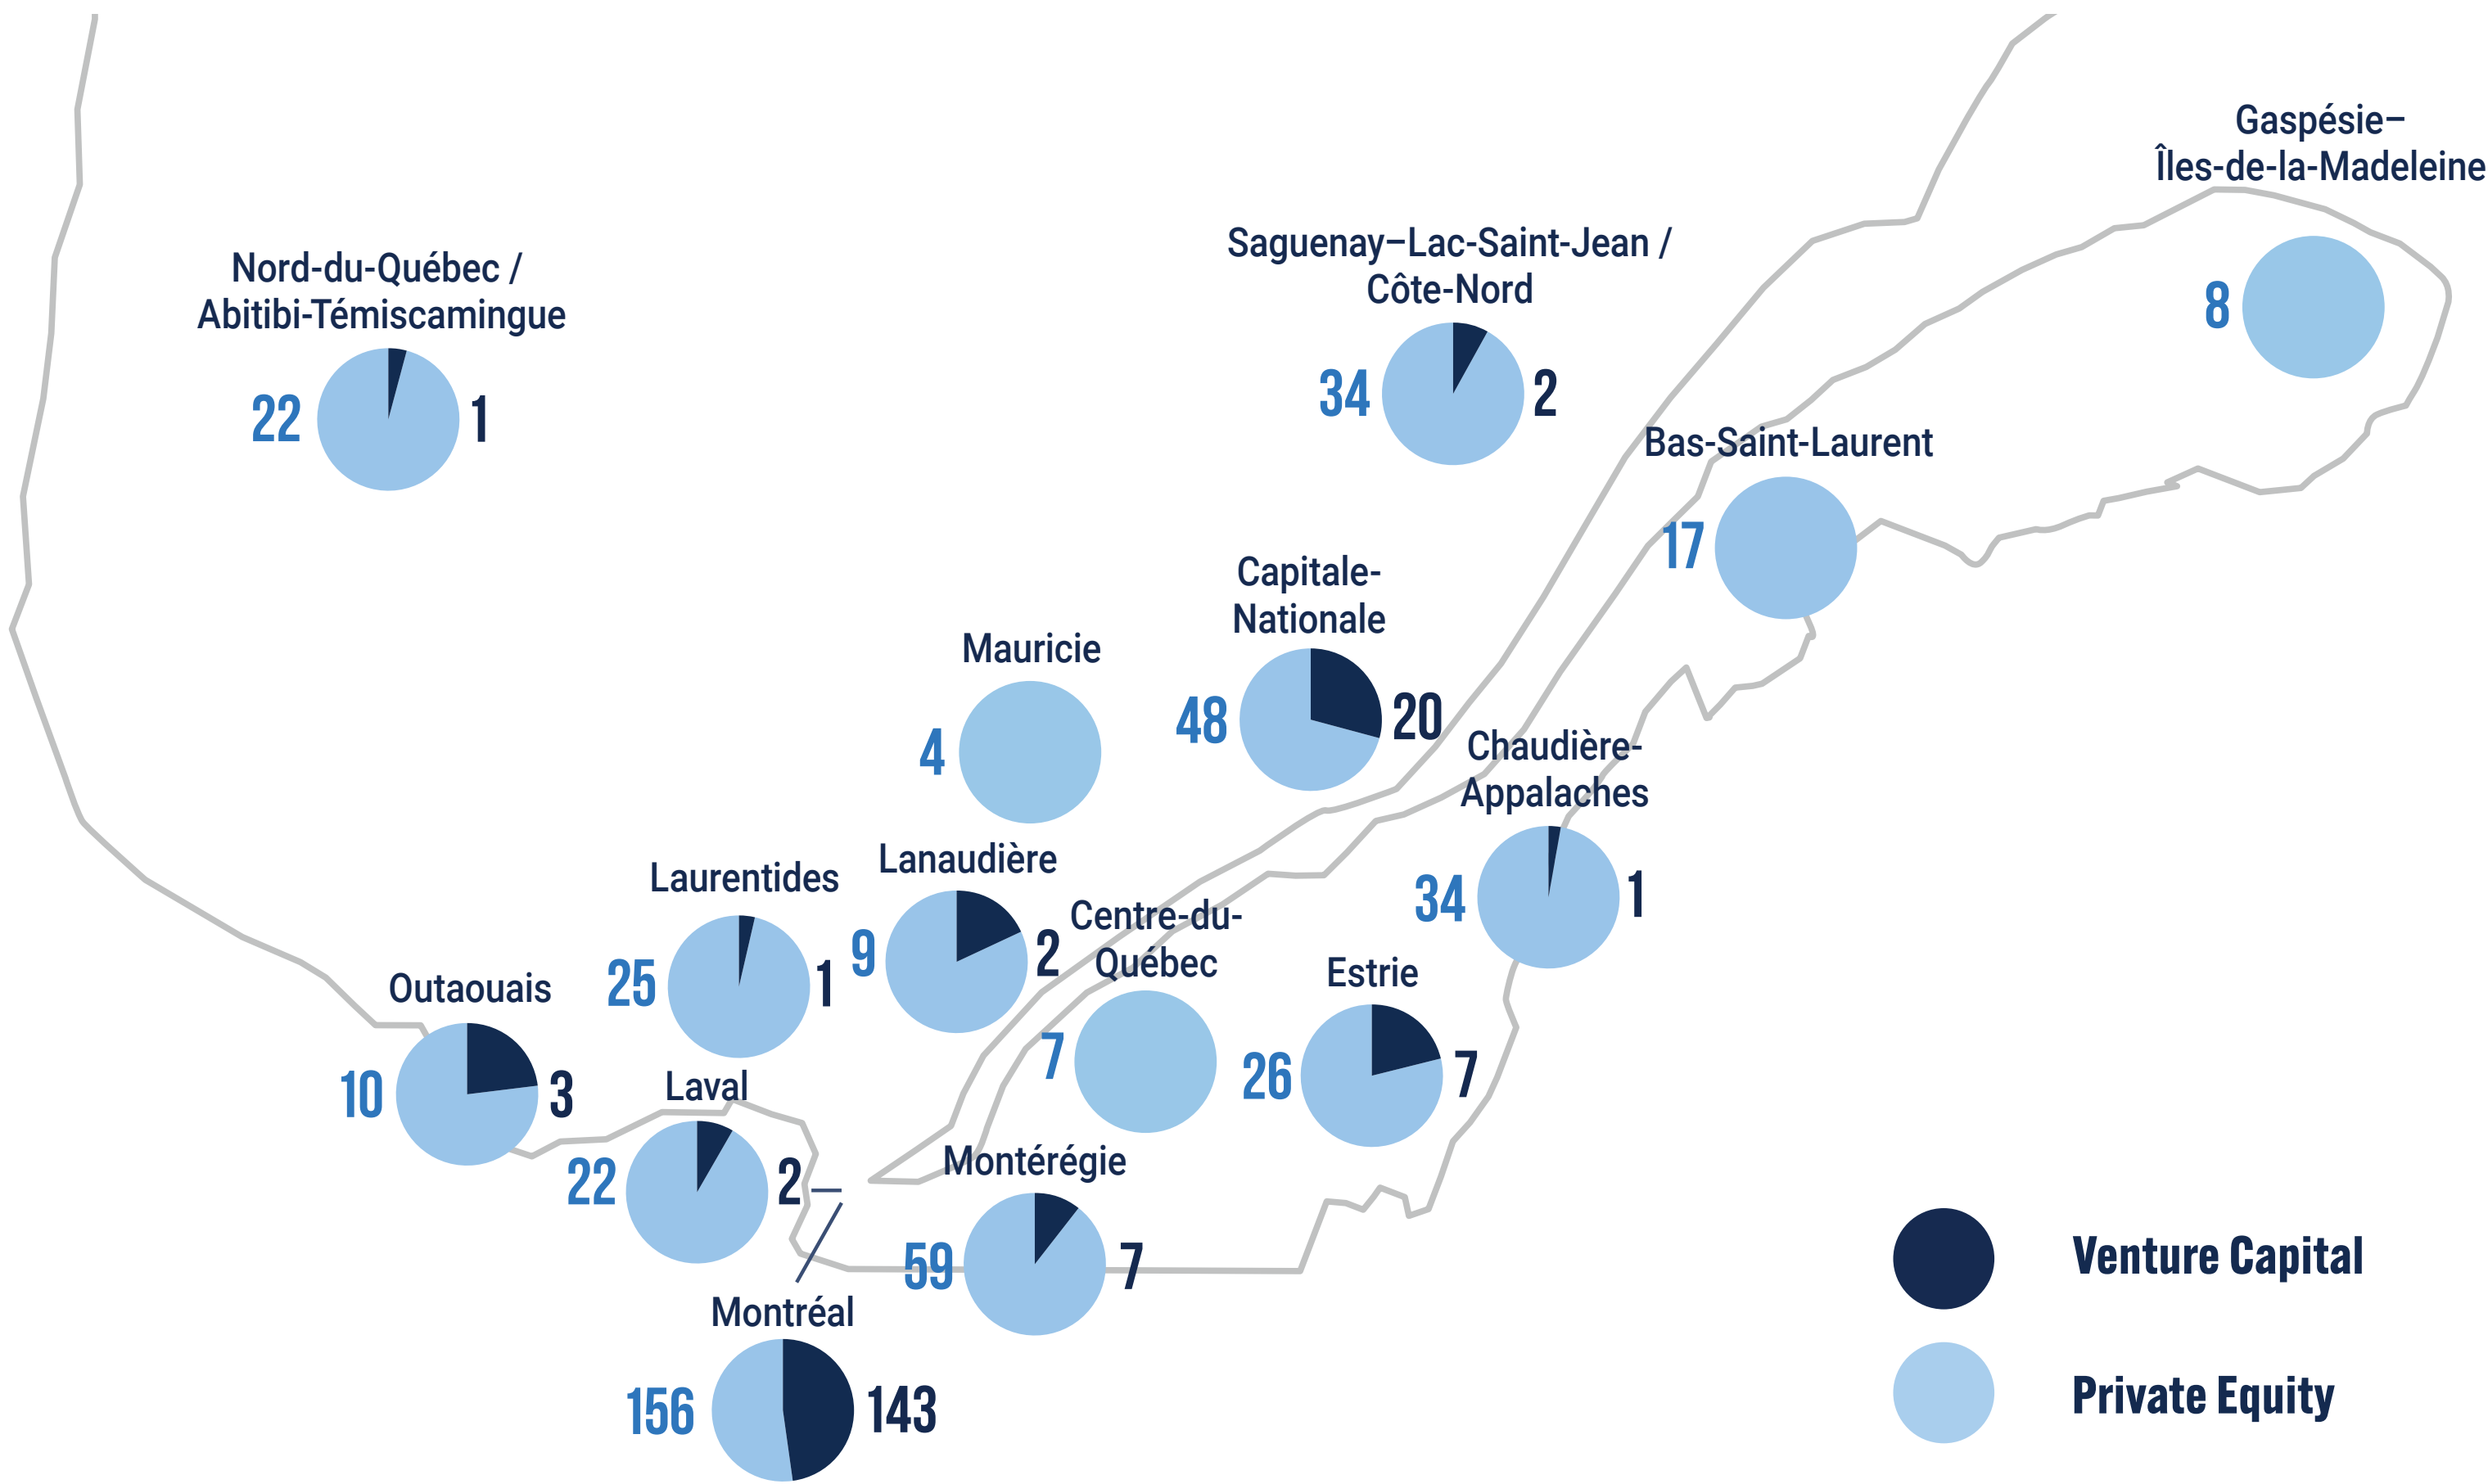 Gaspésie–
Îles-de-la-Madeleine
8
Saguenay–Lac-Saint-Jean /
Côte-Nord
34 2
Nord-du-Québec /
Abitibi-Témiscamingue
22 1
Bas-Saint-Laurent
17
Capitale-
Nationale
48 20
Mauricie
4
Chaudière-
Appalaches
34 1
Lanaudière
9 2
Laurentides
25 1
Centre-du-
Québec
7
Estrie
26 7
Outaouais
10 3
Laval
22 2
Montérégie
59 7
Montréal
156 143
Venture Capital
Private Equity